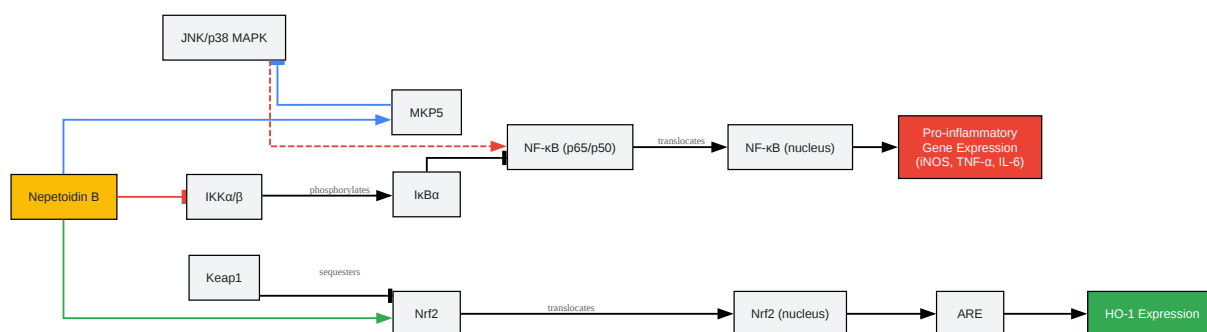 JNK/p38 MAPK
MKP5
NF-κB (p65/p50)
translocates
NF-κB (nucleus)
Pro-inflammatory
Gene Expression
(iNOS, TNF-α, IL-6)
Nepetoidin B
IKKα/β
phosphorylates
IκBα
Keap1
sequesters
Nrf2
translocates
Nrf2 (nucleus)
ARE
HO-1 Expression